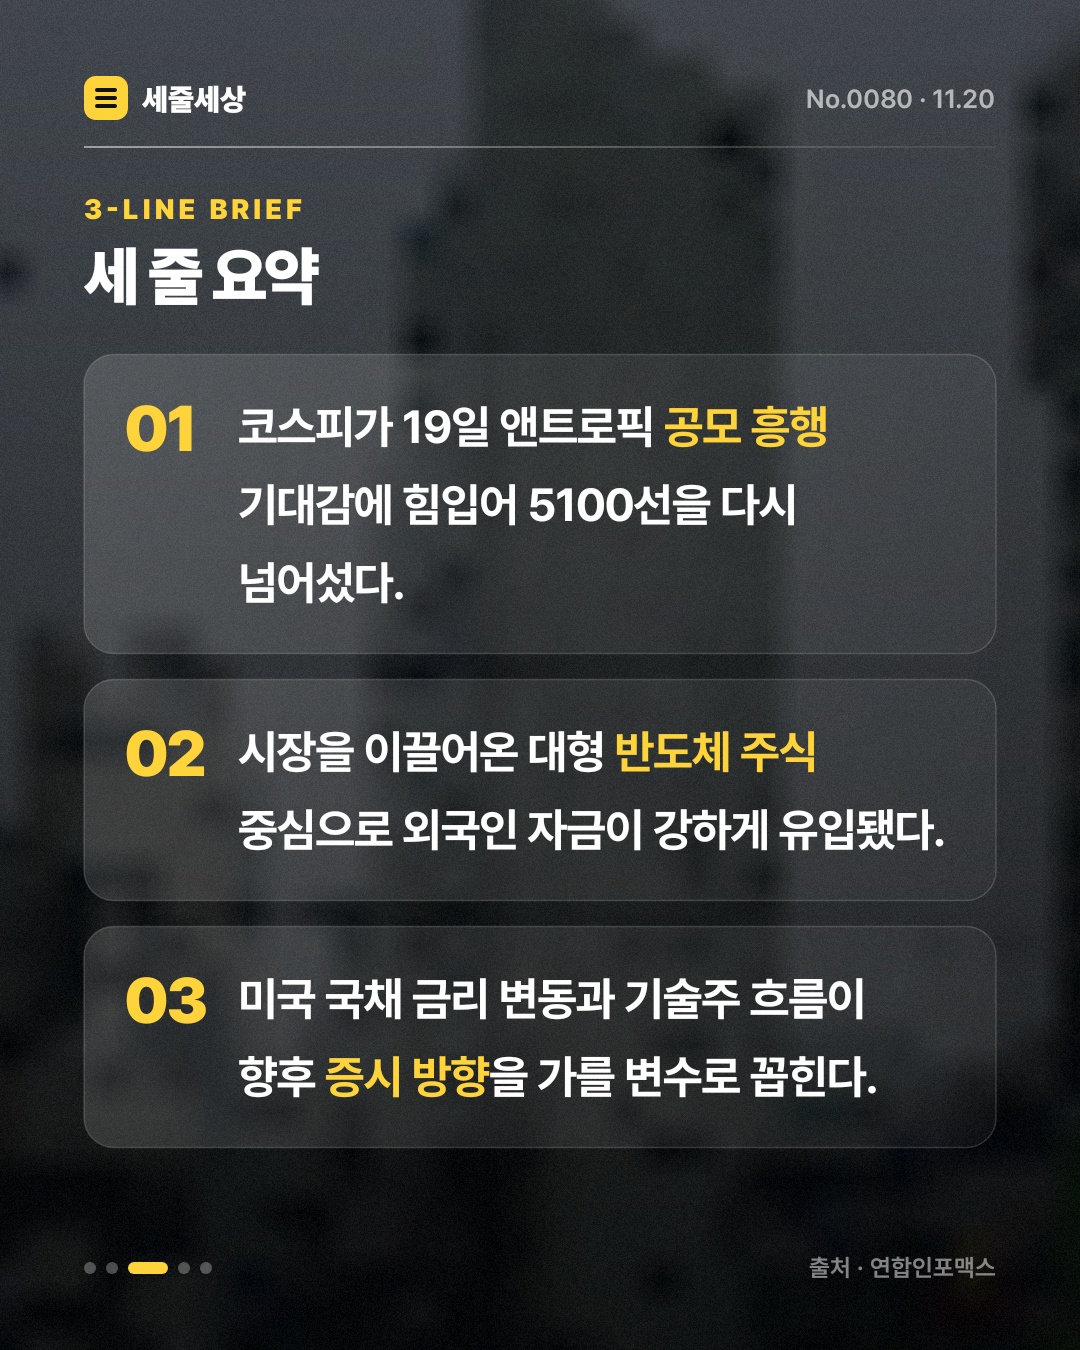 세줄세상
No.0080 · 11.20
3-LINE BRIEF
세 줄 요약
01 코스피가 19일 앤트로픽 공모 흥행
기대감에 힘입어 5100선을 다시
넘어섰다.
02 시장을 이끌어온 대형 반도체 주식
중심으로 외국인 자금이 강하게 유입됐다.
03 미국 국채 금리 변동과 기술주 흐름이
향후 증시 방향을 가를 변수로 꼽힌다.
출처 · 연합인포맥스